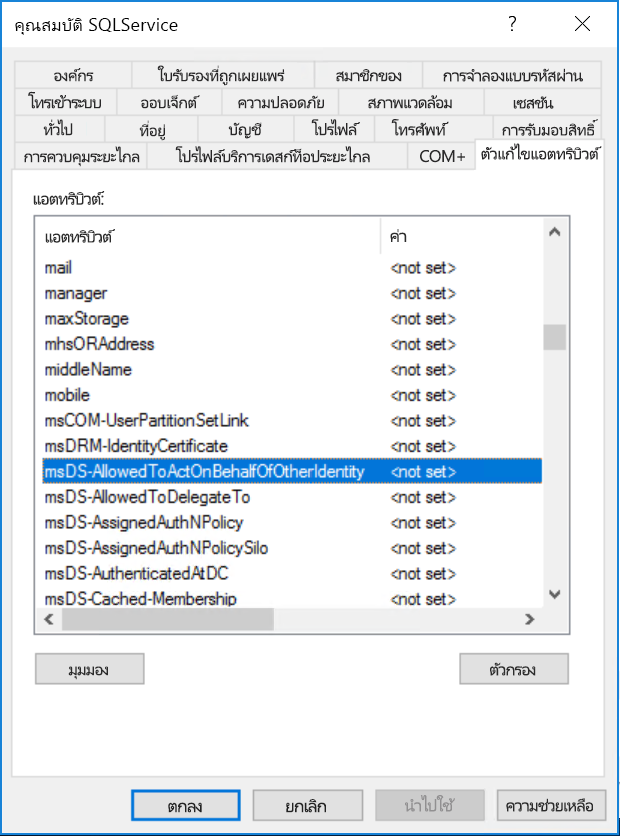 คุณสมบัติ SQLService
องค์กร ใบรับรองที่ถูกเผยแพร่ สมาชิกของ การจำลองแบบรหัสผ่าน
โทรเข้าระบบ ออบเจ็กต์ ความปลอดภัย สภาพแวดล้อม เซสชัน
ทั่วไป ที่อยู่ บัญชี โปรไฟล์ โทรศัพท์ การรับมอบสิทธิ์
การควบคุมระยะไกล โปรไฟล์บริการเดสก์ท็อประยะไกล COM+ ตัวแก้ไขแอตทริบิวต์
แอตทริบิวต์:
แอตทริบิวต์ ค่า
mail <not set>
manager <not set>
maxStorage <not set>
mhsORAddress <not set>
middleName <not set>
mobile <not set>
msCOM-UserPartitionSetLink <not set>
msDRM-IdentityCertificate <not set>
msDS-AllowedToActOnBehalfOfOtherIdentity <not set>
msDS-AllowedToDelegateTo <not set>
msDS-AssignedAuthNPolicy <not set>
msDS-AssignedAuthNPolicySilo <not set>
msDS-AuthenticatedAtDC <not set>
msDS-Cached-Membership <not set>
มุมมอง ตัวกรอง
ตกลง ยกเลิก นำไปใช้ ความช่วยเหลือ